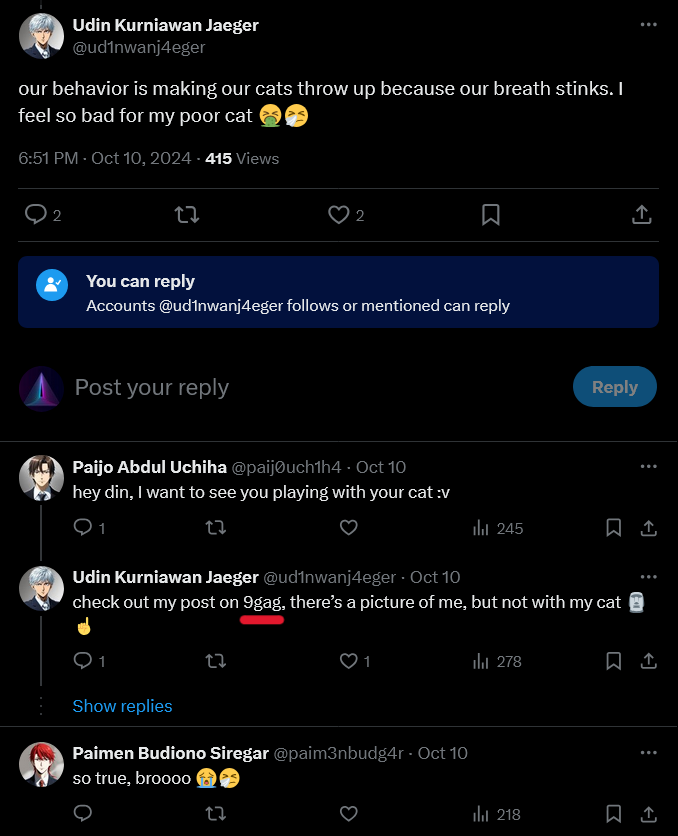 Udin Kurniawan Jaeger
@ud1nwanj4eger
our behavior is making our cats throw up because our breath stinks. I
feel so bad for my poor cat 🤮🤧
6:51 PM · Oct 10, 2024 · 415 Views
2
2
You can reply
Accounts @ud1nwanj4eger follows or mentioned can reply
Post your reply
Reply
Paijo Abdul Uchiha @paij0uch1h4 · Oct 10
hey din, I want to see you playing with your cat :v
1
245
Udin Kurniawan Jaeger @ud1nwanj4eger · Oct 10
check out my post on 9gag, there's a picture of me, but not with my cat 🗿
☝️
1
1
278
Show replies
Paimen Budiono Siregar @paim3nbudg4r · Oct 10
so true, broooo 😭🤧
218